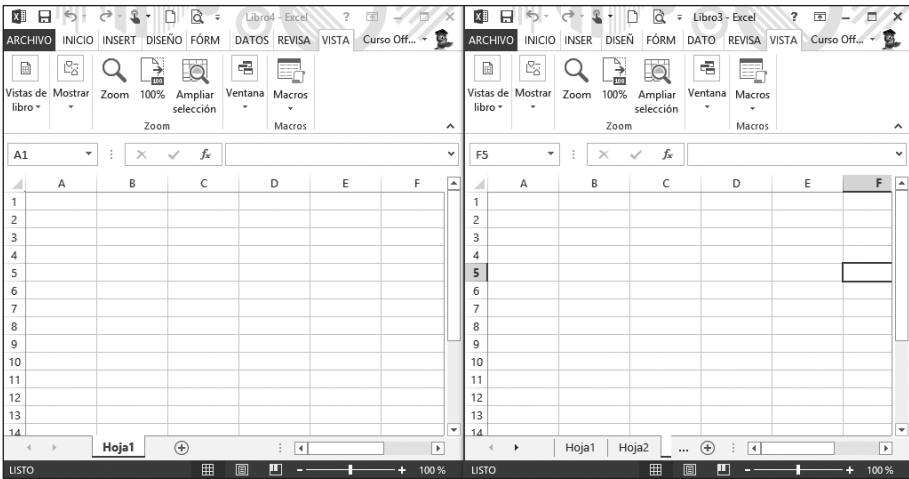 Libro4 - Excel
ARCHIVO INICIO INSERT DISEÑO FÓRM DATOS REVISA VISTA Curso Off...
Vistas de libro Mostrar Zoom 100% Ampliar selección Ventana Macros
Zoom Macros
A1 fx
A B C D E F
1
2
3
4
5
6
7
8
9
10
11
12
13
14
Hoja1
LISTO 100 %
Libro3 - Excel
ARCHIVO INICIO INSER DISEÑ FÓRM DATO REVISA VISTA Curso Off...
Vistas de libro Mostrar Zoom 100% Ampliar selección Ventana Macros
Zoom Macros
F5 fx
A B C D E F
1
2
3
4
5
6
7
8
9
10
11
12
13
14
Hoja1 Hoja2 ...
LISTO 100 %